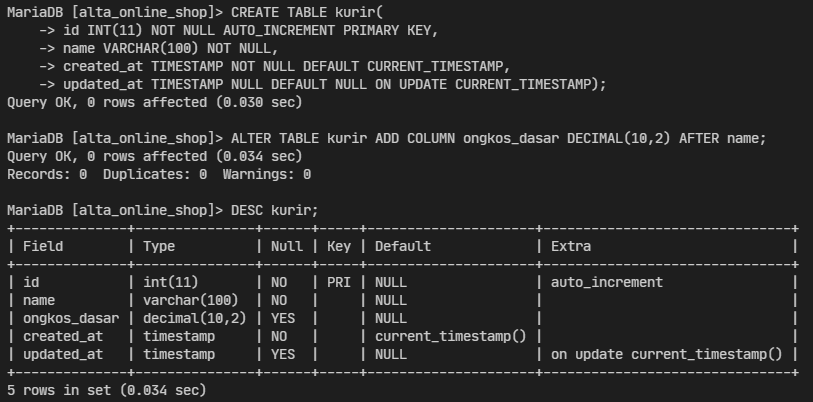 MariaDB [alta_online_shop]> CREATE TABLE kurir(
    -> id INT(11) NOT NULL AUTO_INCREMENT PRIMARY KEY,
    -> name VARCHAR(100) NOT NULL,
    -> created_at TIMESTAMP NOT NULL DEFAULT CURRENT_TIMESTAMP,
    -> updated_at TIMESTAMP NULL DEFAULT NULL ON UPDATE CURRENT_TIMESTAMP);
Query OK, 0 rows affected (0.030 sec)

MariaDB [alta_online_shop]> ALTER TABLE kurir ADD COLUMN ongkos_dasar DECIMAL(10,2) AFTER name;
Query OK, 0 rows affected (0.034 sec)
Records: 0  Duplicates: 0  Warnings: 0

MariaDB [alta_online_shop]> DESC kurir;
+--------------+---------------+------+-----+---------------------+-------------------------------+
| Field        | Type          | Null | Key | Default             | Extra                         |
+--------------+---------------+------+-----+---------------------+-------------------------------+
| id           | int(11)       | NO   | PRI | NULL                | auto_increment                |
| name         | varchar(100)  | NO   |     | NULL                |                               |
| ongkos_dasar | decimal(10,2) | YES  |     | NULL                |                               |
| created_at   | timestamp     | NO   |     | current_timestamp() |                               |
| updated_at   | timestamp     | YES  |     | NULL                | on update current_timestamp() |
+--------------+---------------+------+-----+---------------------+-------------------------------+
5 rows in set (0.034 sec)